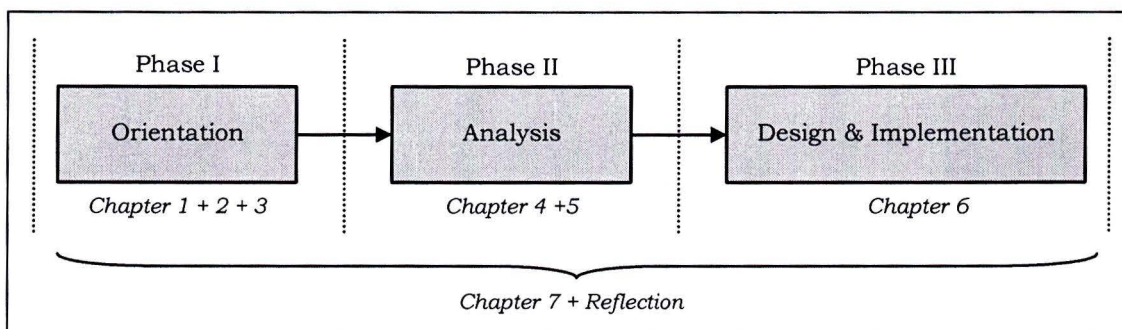 Phase I
Phase II
Phase III
Orientation
Analysis
Design & Implementation
Chapter 1 + 2 + 3
Chapter 4 +5
Chapter 6
Chapter 7 + Reflection